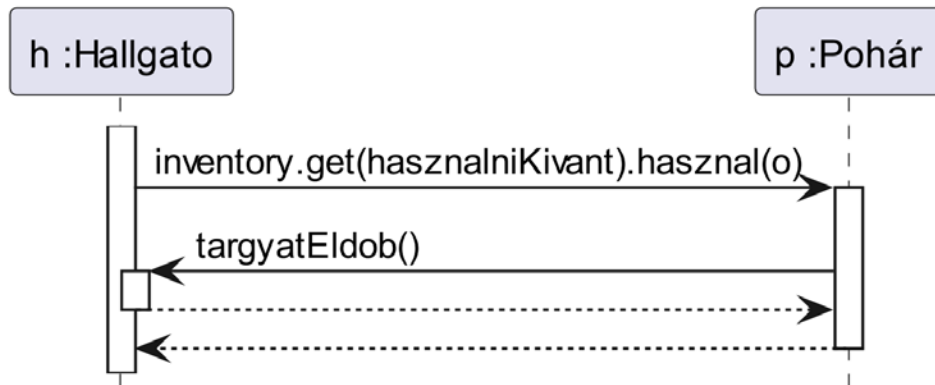 h :Hallgato
p :Pohár
inventory.get(hasznalniKivant).hasznal(o)
targyatEldob()